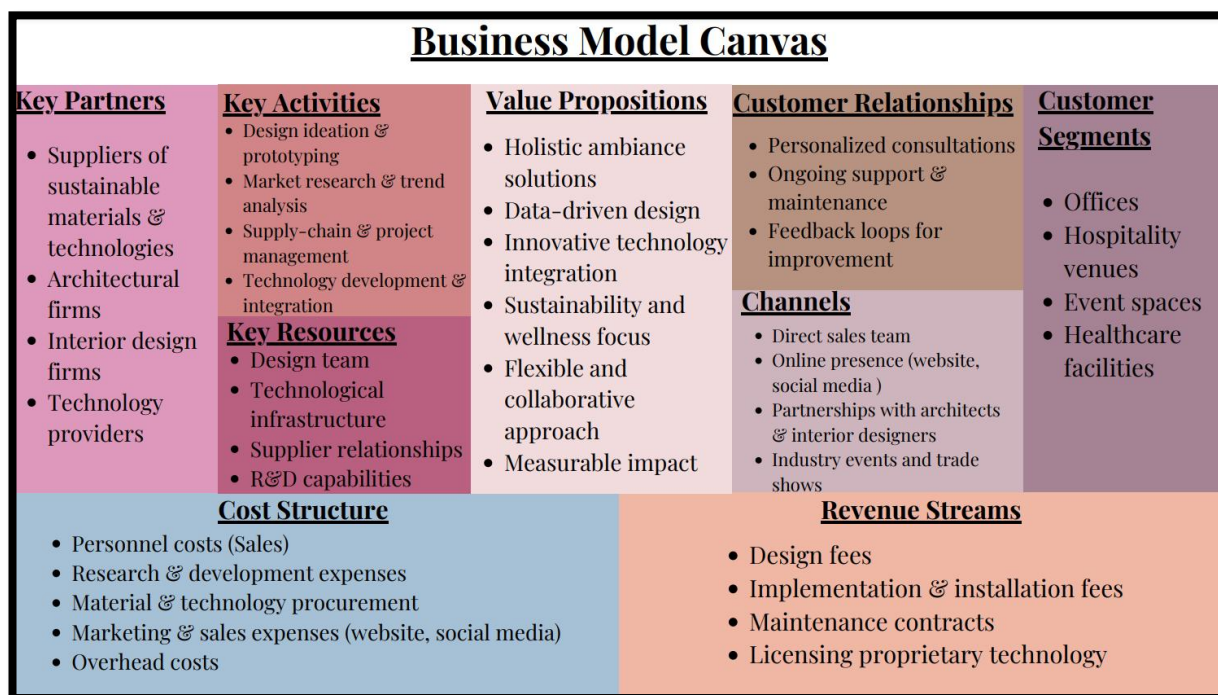 Business Model Canvas
Key Partners
• Suppliers of
sustainable
materials &
technologies
• Architectural
firms
• Interior design
firms
• Technology
providers
Key Activities
• Design ideation &
prototyping
• Market research & trend
analysis
• Supply-chain & project
management
• Technology development &
integration
Key Resources
• Design team
• Technological
infrastructure
• Supplier relationships
• R&D capabilities
Value Propositions
• Holistic ambiance
solutions
• Data-driven design
• Innovative technology
integration
• Sustainability and
wellness focus
• Flexible and
collaborative
approach
• Measurable impact
Customer Relationships
• Personalized consultations
• Ongoing support &
maintenance
• Feedback loops for
improvement
Channels
• Direct sales team
• Online presence (website,
social media )
• Partnerships with architects
& interior designers
• Industry events and trade
shows
Customer
Segments
• Offices
• Hospitality
venues
• Event spaces
• Healthcare
facilities
Cost Structure
• Personnel costs (Sales)
• Research & development expenses
• Material & technology procurement
• Marketing & sales expenses (website, social media)
• Overhead costs
Revenue Streams
• Design fees
• Implementation & installation fees
• Maintenance contracts
• Licensing proprietary technology